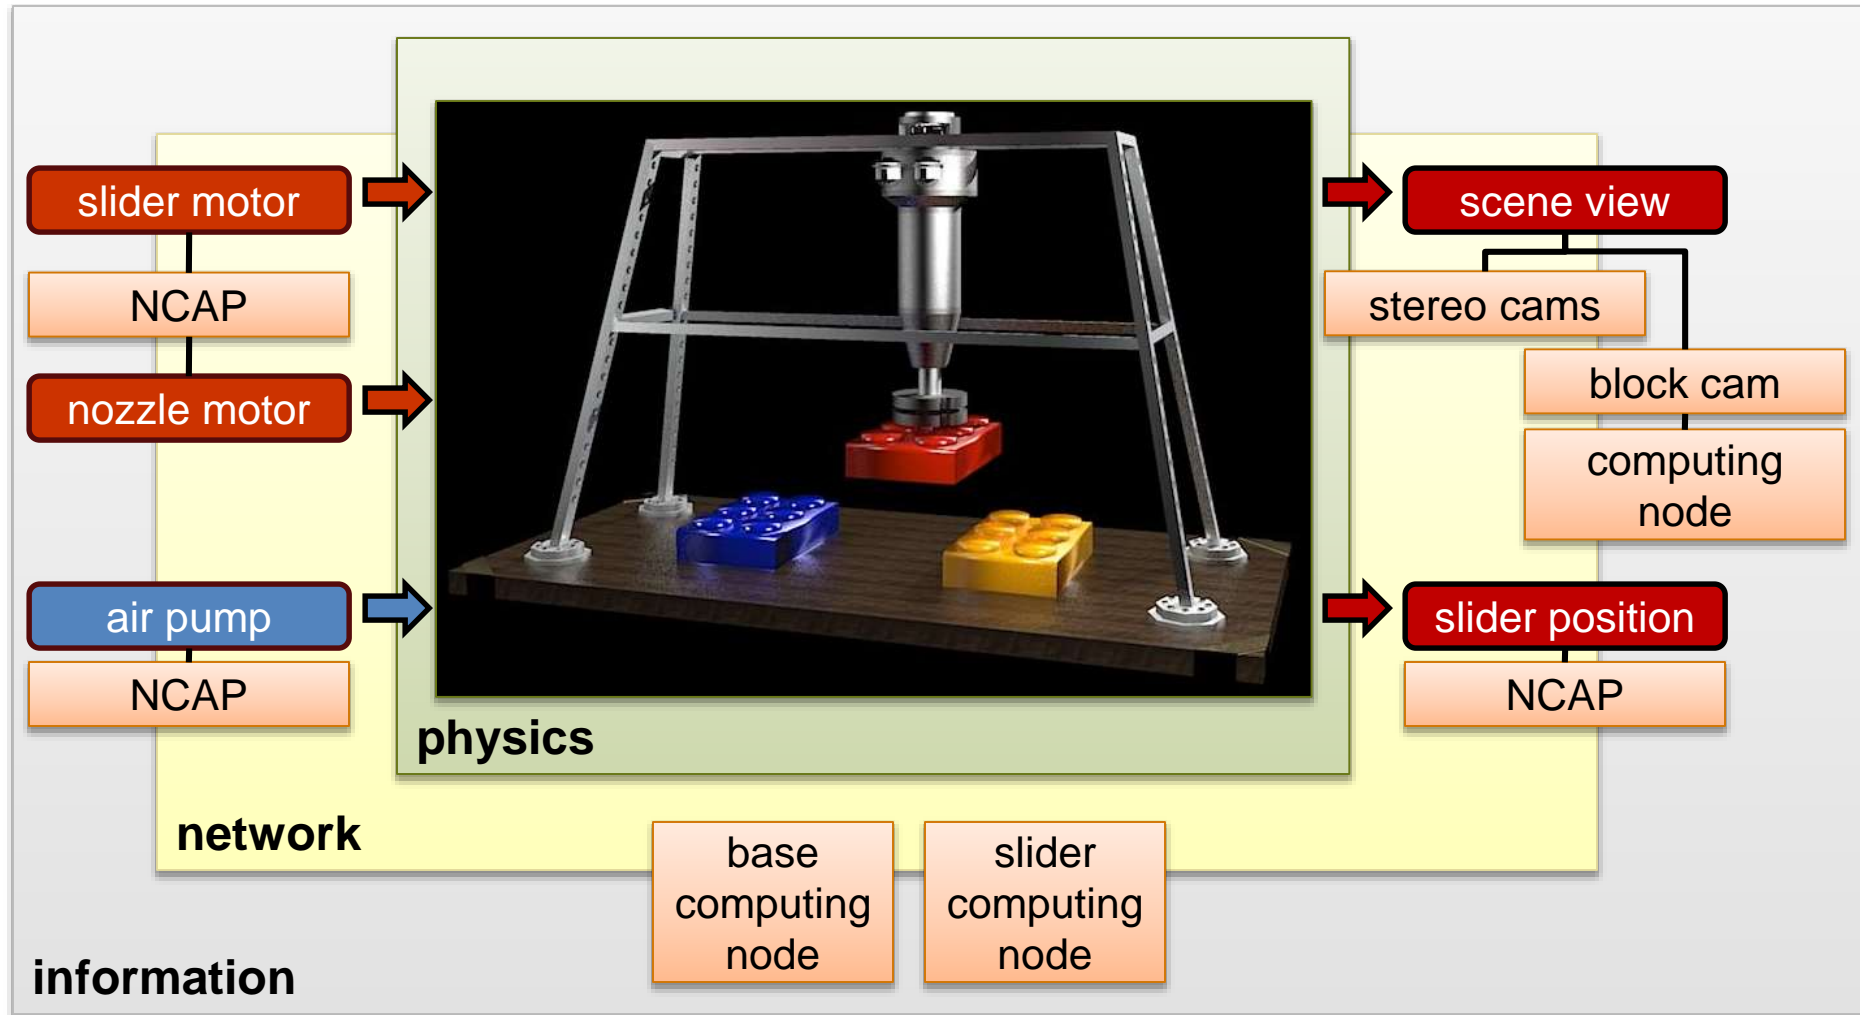 slider motor
NCAP
nozzle motor
air pump
NCAP
scene view
stereo cams
block cam
computing
node
slider position
NCAP
physics
network
base
computing
node
slider
computing
node
information